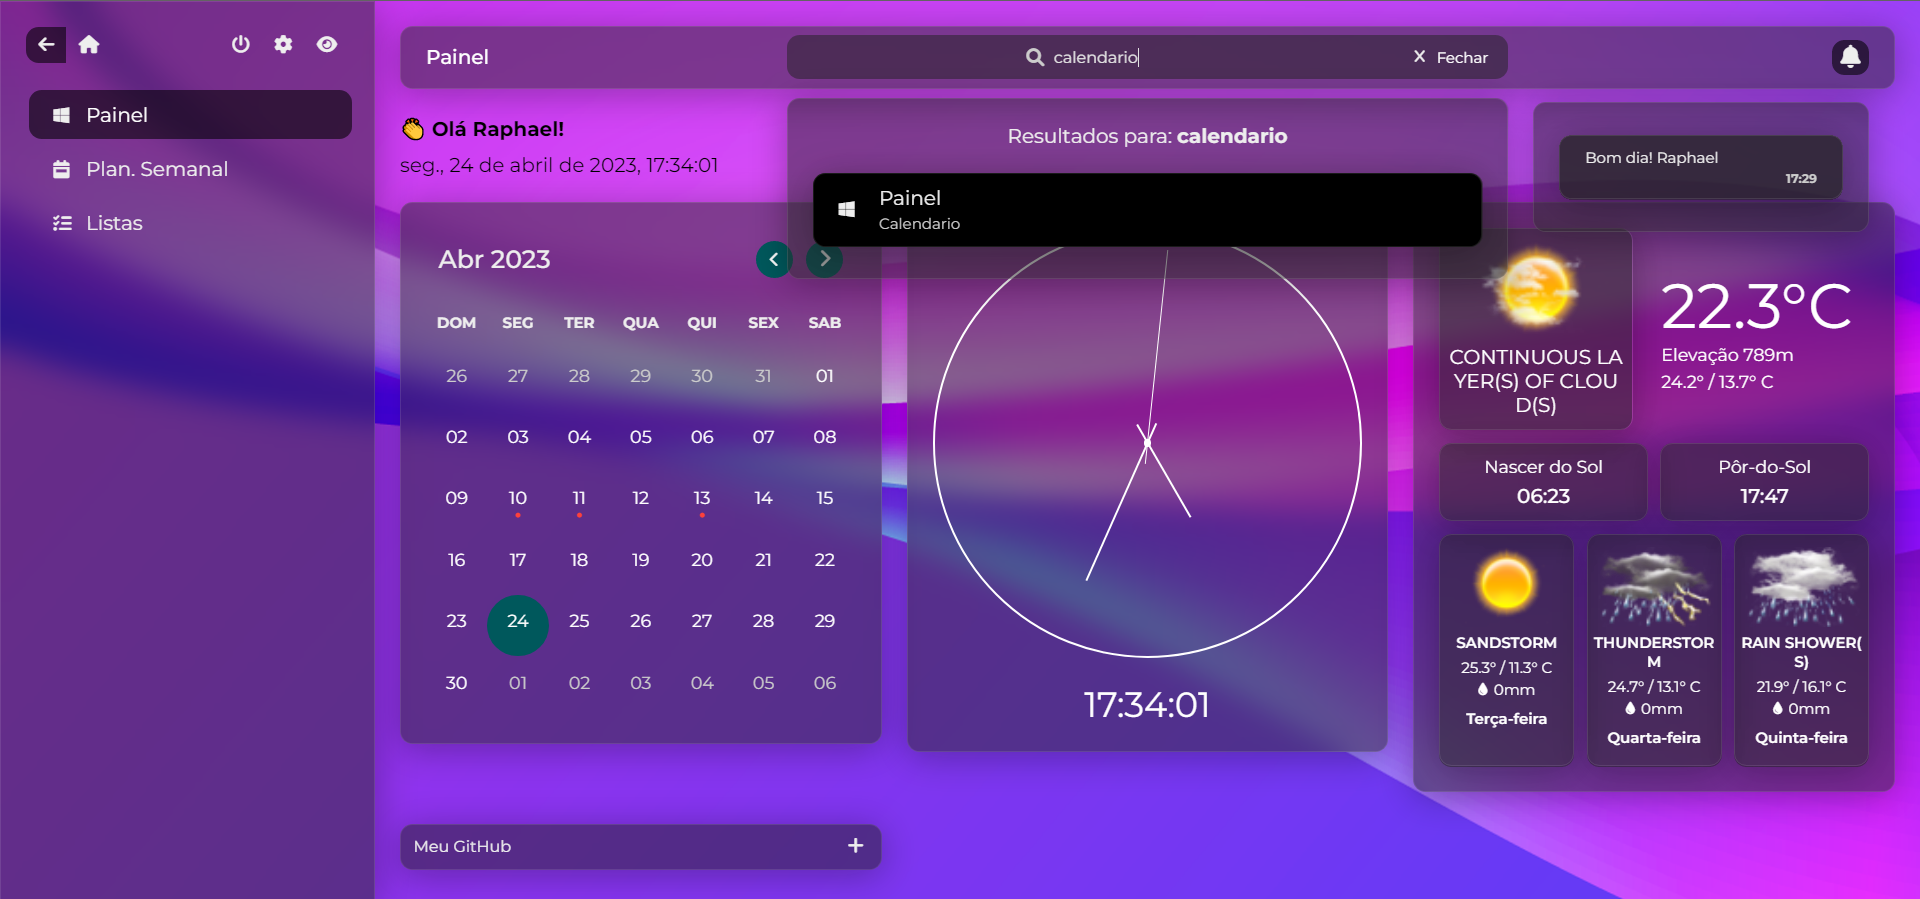 Painel
Plan. Semanal
Listas
Painel
calendario
X Fechar
Olá Raphael!
seg., 24 de abril de 2023, 17:34:01
Resultados para: calendario
Painel
Calendario
Bom dia! Raphael
17:29
Abr 2023
DOM SEG TER QUA QUI SEX SAB
26 27 28 29 30 31 01
02 03 04 05 06 07 08
09 10 11 12 13 14 15
16 17 18 19 20 21 22
23 24 25 26 27 28 29
30 01 02 03 04 05 06
17:34:01
CONTINUOUS LA
YER(S) OF CLOU
D(S)
22.3°C
Elevação 789m
24.2° / 13.7° C
Nascer do Sol
06:23
Pôr-do-Sol
17:47
SANDSTORM
25.3° / 11.3° C
0mm
Terça-feira
THUNDERSTOR
M
24.7° / 13.1° C
0mm
Quarta-feira
RAIN SHOWER(
S)
21.9° / 16.1° C
0mm
Quinta-feira
Meu GitHub